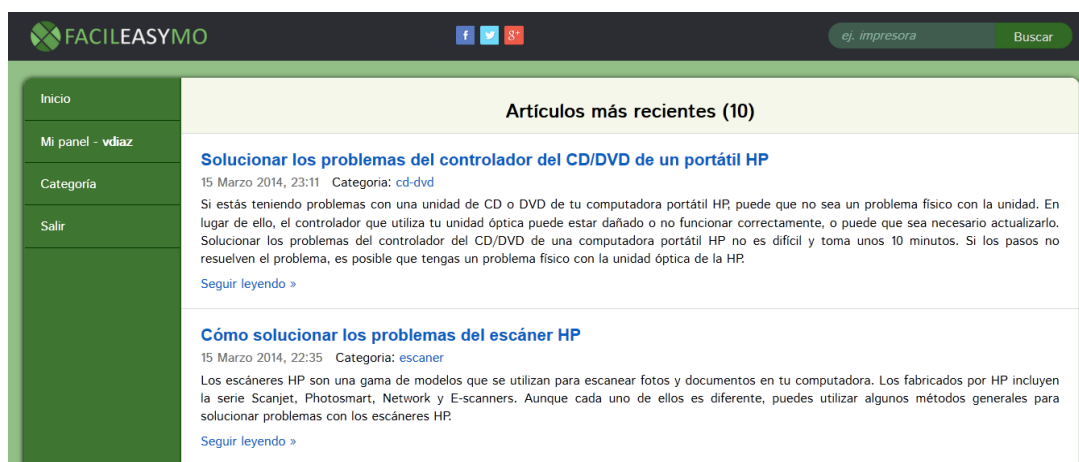 FACILEASYMO
f
8+
ej. impresora
Buscar
Inicio
Mi panel - vdiaz
Categoría
Salir
Artículos más recientes (10)
Solucionar los problemas del controlador del CD/DVD de un portátil HP
15 Marzo 2014, 23:11 Categoria: cd-dvd
Si estás teniendo problemas con una unidad de CD o DVD de tu computadora portátil HP, puede que no sea un problema físico con la unidad. En
lugar de ello, el controlador que utiliza tu unidad óptica puede estar dañado o no funcionar correctamente, o puede que sea necesario actualizarlo.
Solucionar los problemas del controlador del CD/DVD de una computadora portátil HP no es difícil y toma unos 10 minutos. Si los pasos no
resuelven el problema, es posible que tengas un problema físico con la unidad óptica de la HP.
Seguir leyendo »
Cómo solucionar los problemas del escáner HP
15 Marzo 2014, 22:35 Categoria: escaner
Los escáneres HP son una gama de modelos que se utilizan para escanear fotos y documentos en tu computadora. Los fabricados por HP incluyen
la serie Scanjet, Photosmart, Network y E-scanners. Aunque cada uno de ellos es diferente, puedes utilizar algunos métodos generales para
solucionar problemas con los escáneres HP.
Seguir leyendo »